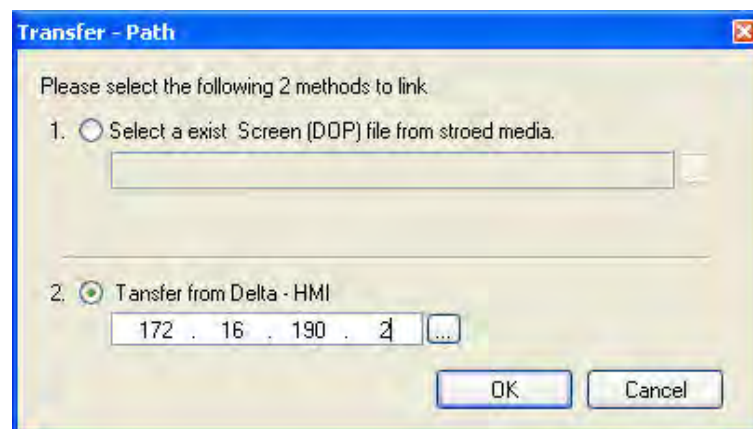 Transfer - Path
Please select the following 2 methods to link
1. Select a exist Screen (DOP) file from stroed media.
2. Tansfer from Delta - HMI
172 . 16 . 190 . 2
...
OK Cancel